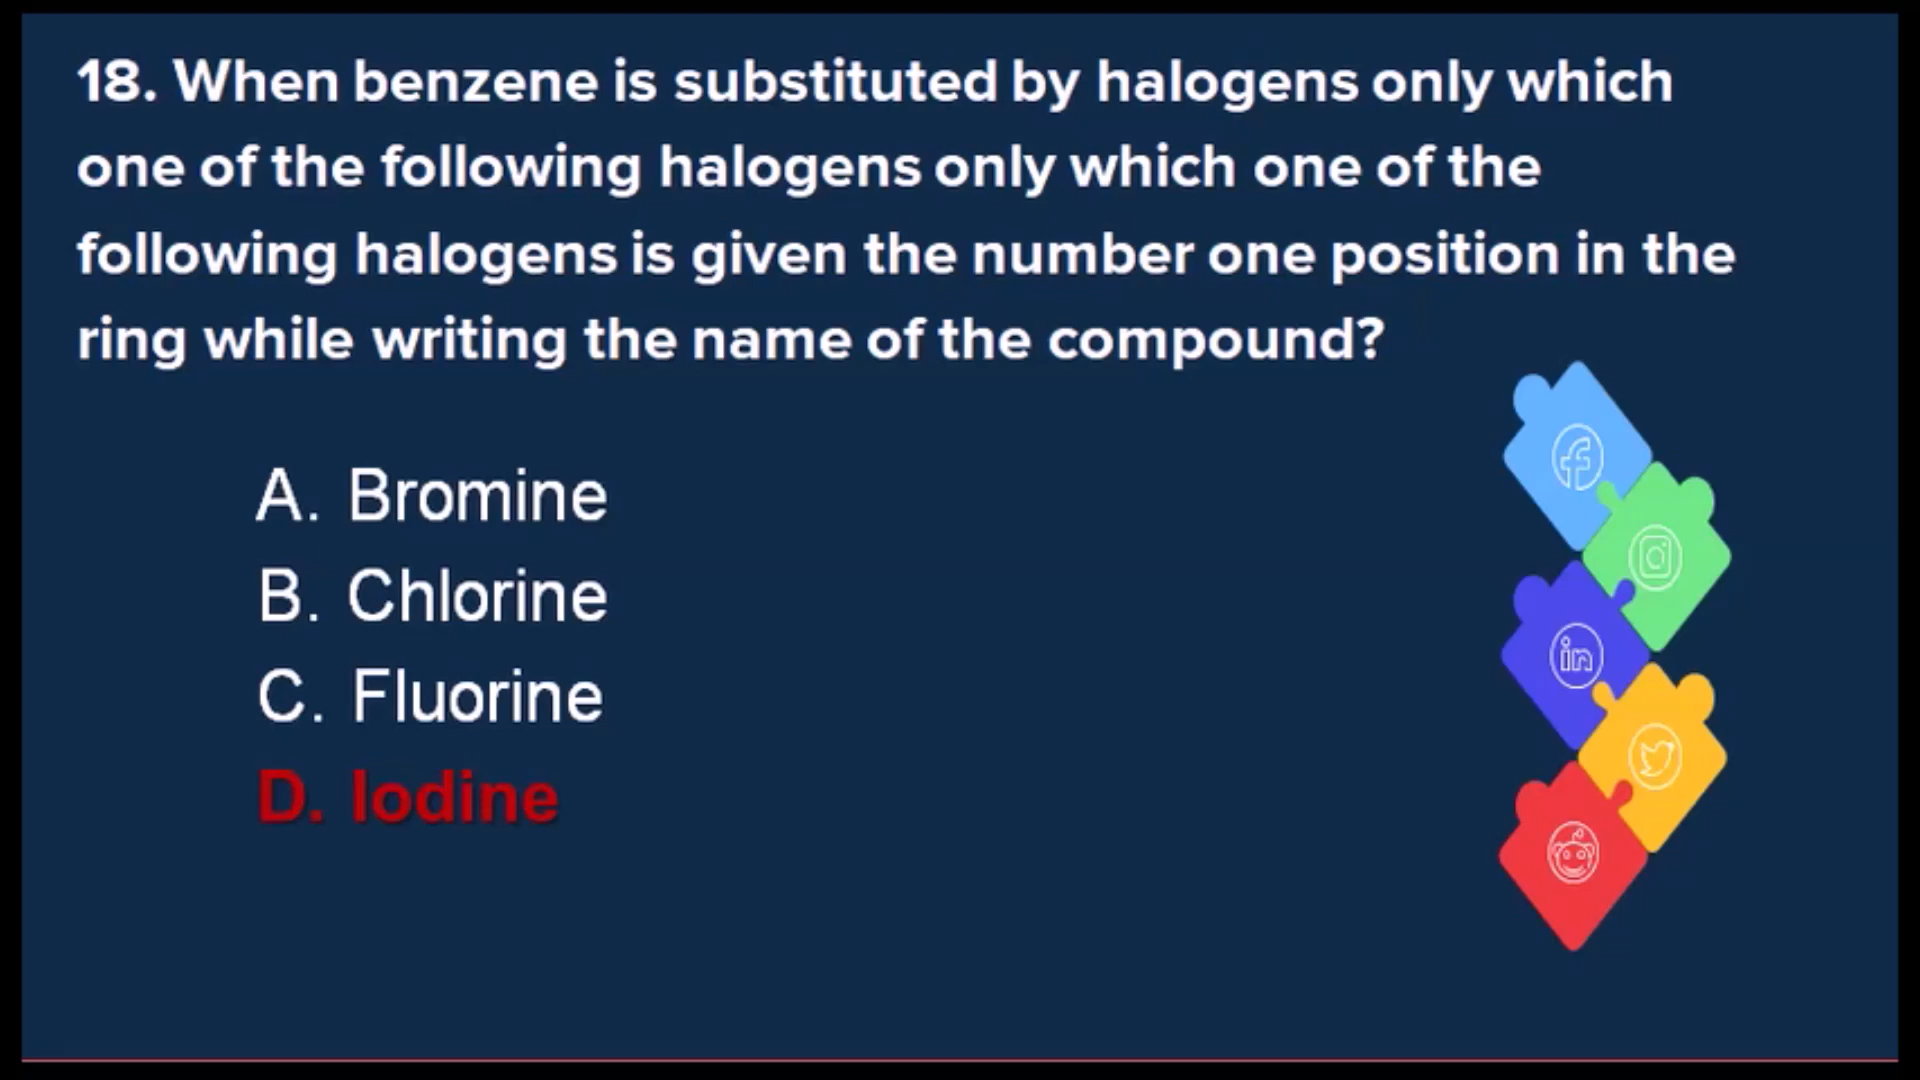 18. When benzene is substituted by halogens only which
one of the following halogens only which one of the
following halogens is given the number one position in the
ring while writing the name of the compound?
A. Bromine
B. Chlorine
C. Fluorine
D. Iodine
in